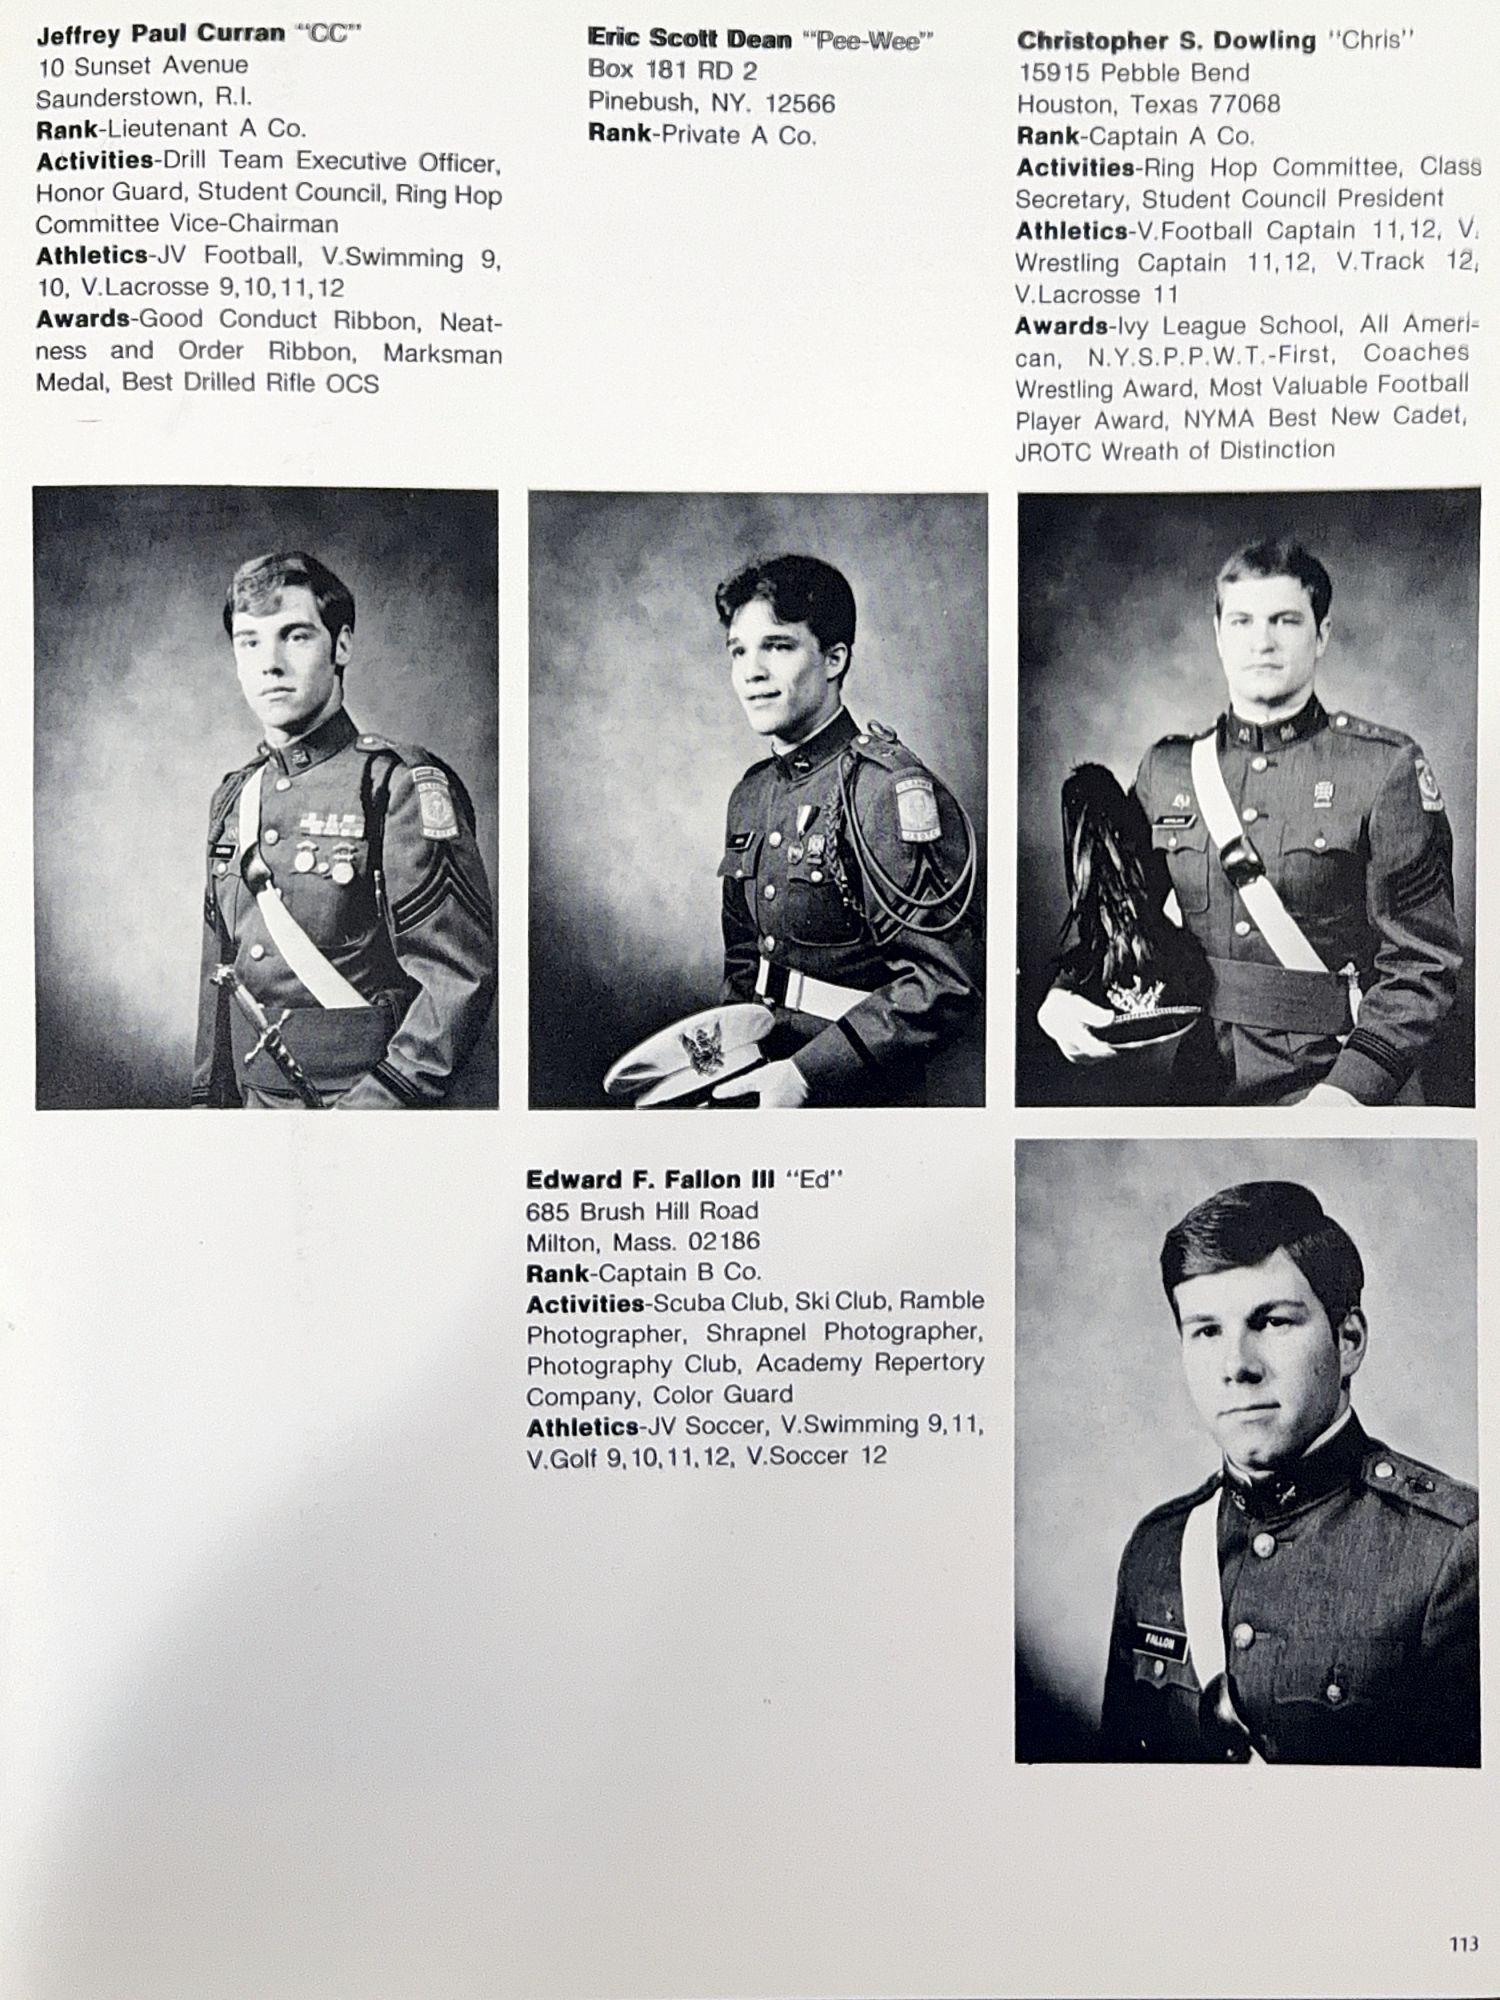 Jeffrey Paul Curran "CC"
10 Sunset Avenue
Saunderstown, R.I.
Rank-Lieutenant A Co.
Activities-Drill Team Executive Officer,
Honor Guard, Student Council, Ring Hop
Committee Vice-Chairman
Athletics-JV Football, V.Swimming 9,
10, V.Lacrosse 9,10,11,12
Awards-Good Conduct Ribbon, Neat-
ness and Order Ribbon, Marksman
Medal, Best Drilled Rifle OCS
Eric Scott Dean "Pee-Wee"
Box 181 RD 2
Pinebush, NY. 12566
Rank-Private A Co.
Christopher S. Dowling "Chris"
15915 Pebble Bend
Houston, Texas 77068
Rank-Captain A Co.
Activities-Ring Hop Committee, Class
Secretary, Student Council President
Athletics-V.Football Captain 11,12, V.
Wrestling Captain 11,12, V.Track 12,
V.Lacrosse 11
Awards-Ivy League School, All Ameri-
can, N.Y.S.P.P.W.T.-First, Coaches
Wrestling Award, Most Valuable Football
Player Award, NYMA Best New Cadet,
JROTC Wreath of Distinction
JROTC
Edward F. Fallon III "Ed"
685 Brush Hill Road
Milton, Mass. 02186
Rank-Captain B Co.
Activities-Scuba Club, Ski Club, Ramble
Photographer, Shrapnel Photographer,
Photography Club, Academy Repertory
Company, Color Guard
Athletics-JV Soccer, V.Swimming 9,11,
V.Golf 9,10,11,12, V.Soccer 12
FALLON
113